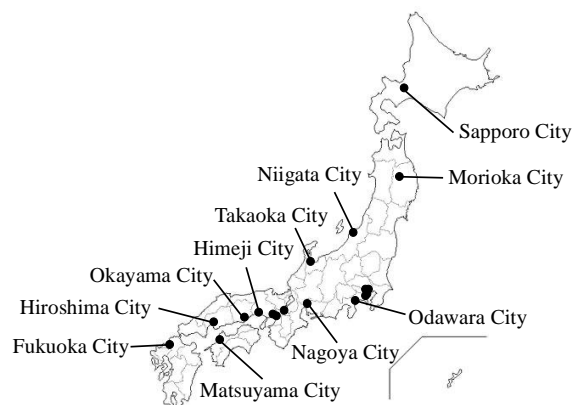 Sapporo City
Niigata City
Morioka City
Takaoka City
Himeji City
Okayama City
Hiroshima City
Odawara City
Fukuoka City
Nagoya City
Matsuyama City